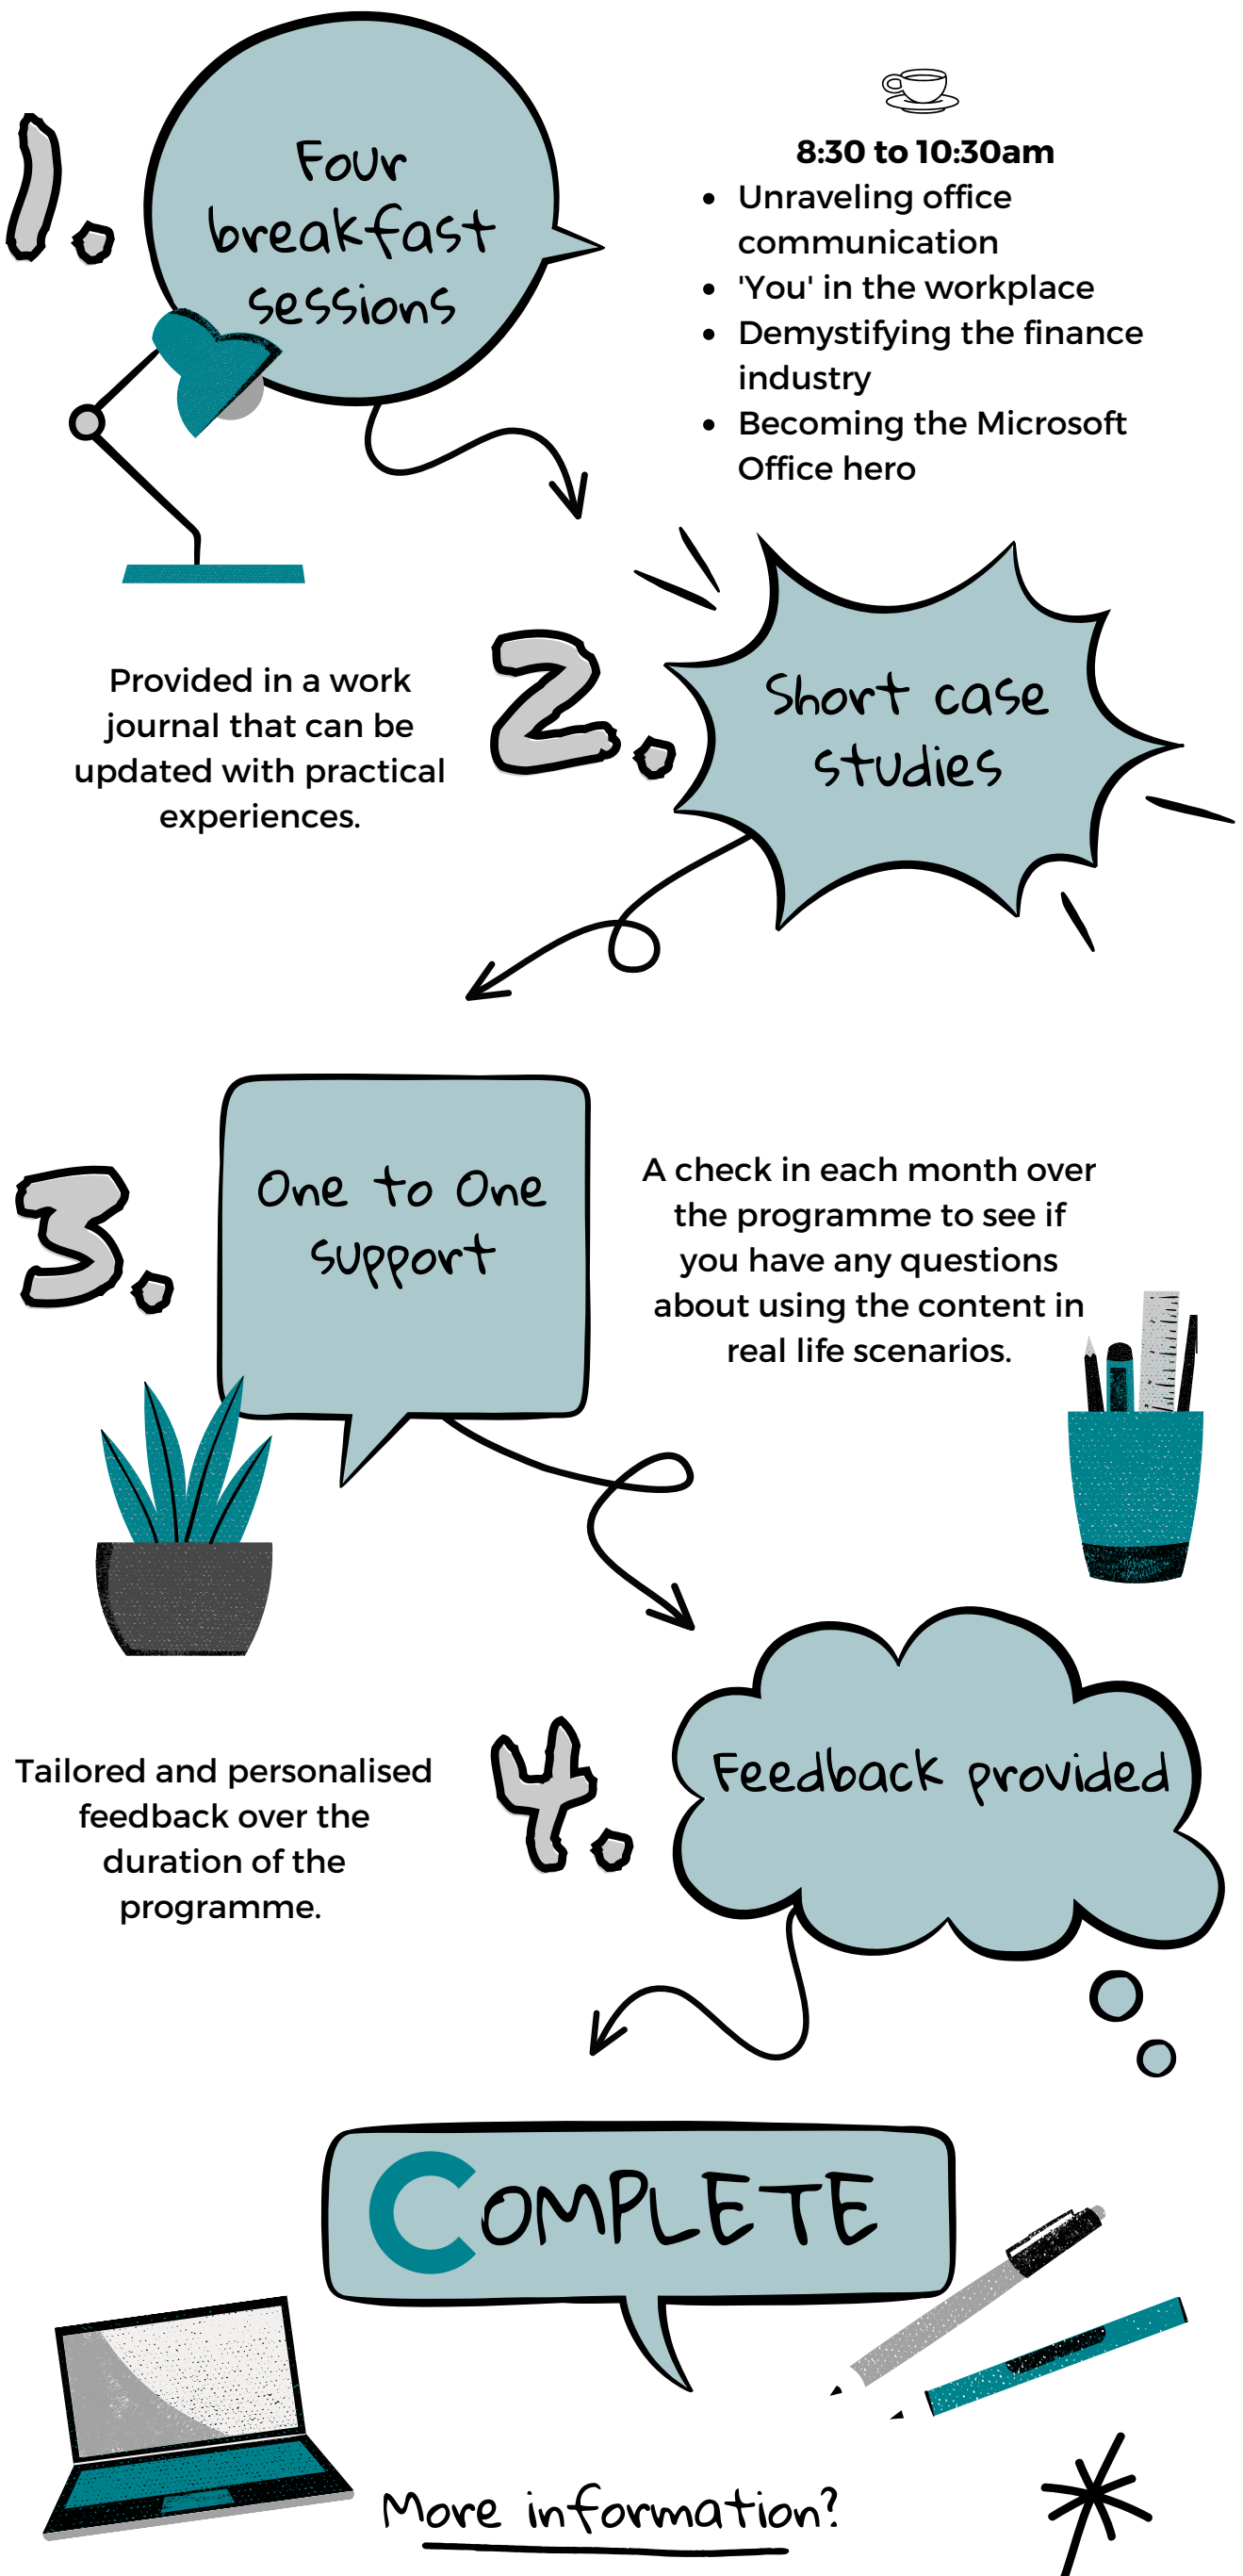 1.
Four
breakfast
sessions
8:30 to 10:30am
• Unraveling office
communication
• 'You' in the workplace
• Demystifying the finance
industry
• Becoming the Microsoft
Office hero
2.
Short case
studies
Provided in a work
journal that can be
updated with practical
experiences.
3.
One to One
support
A check in each month over
the programme to see if
you have any questions
about using the content in
real life scenarios.
4.
Feedback provided
Tailored and personalised
feedback over the
duration of the
programme.
COMPLETE
More information?